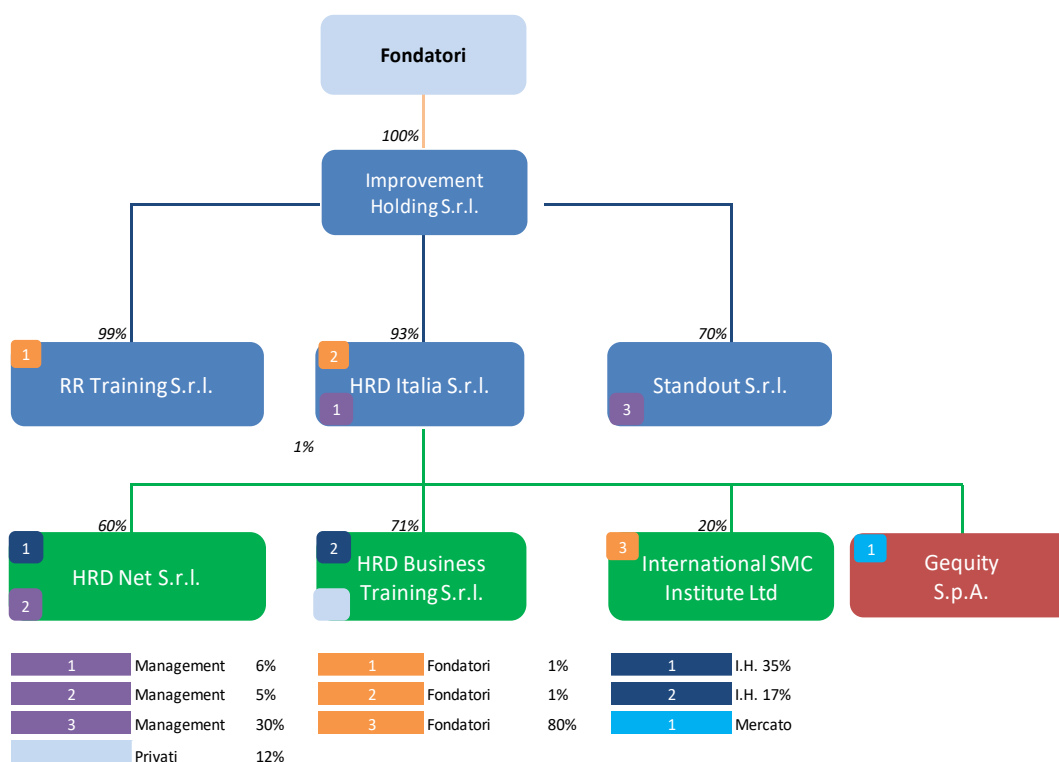 Fondatori
100%
Improvement
Holding S.r.l.
99%
93%
70%
1
RR Training S.r.l.
2
HRD Italia S.r.l.
1
Standout S.r.l.
3
1%
60%
71%
20%
1
HRD Net S.r.l.
2
2
HRD Business
Training S.r.l.
3
International SMC
Institute Ltd
1
Gequity
S.p.A.
1 Management 6%
2 Management 5%
3 Management 30%
Privati 12%
1 Fondatori 1%
2 Fondatori 1%
3 Fondatori 80%
1 I.H. 35%
2 I.H. 17%
1 Mercato